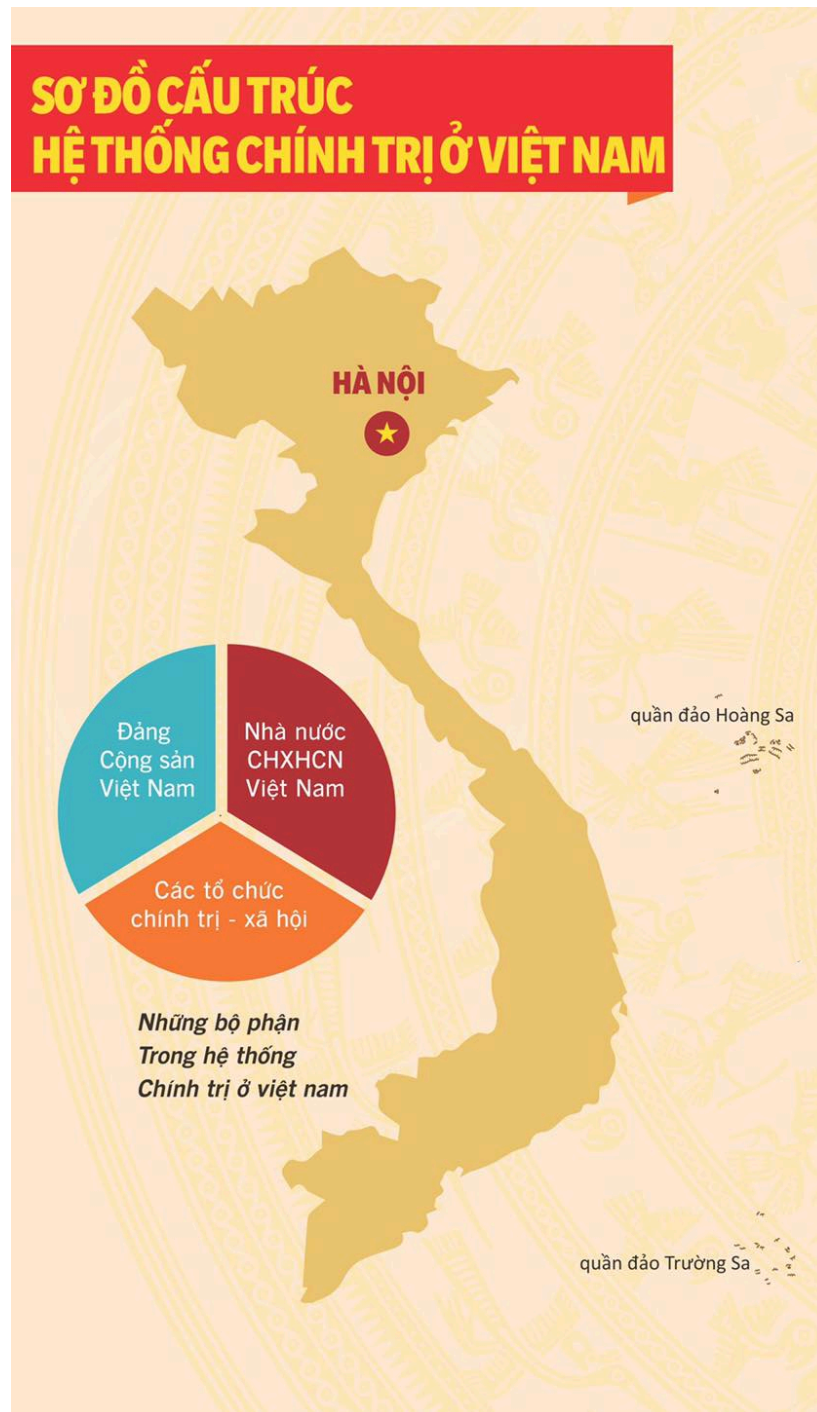 SƠ ĐỒ CẤU TRÚC
HỆ THỐNG CHÍNH TRỊ Ở VIỆT NAM
HÀ NỘI
Đảng
Cộng sản
Việt Nam
Nhà nước
CHXHCN
Việt Nam
Các tổ chức
chính trị - xã hội
Những bộ phận
Trong hệ thống
Chính trị ở việt nam
quần đảo Hoàng Sa
quần đảo Trường Sa